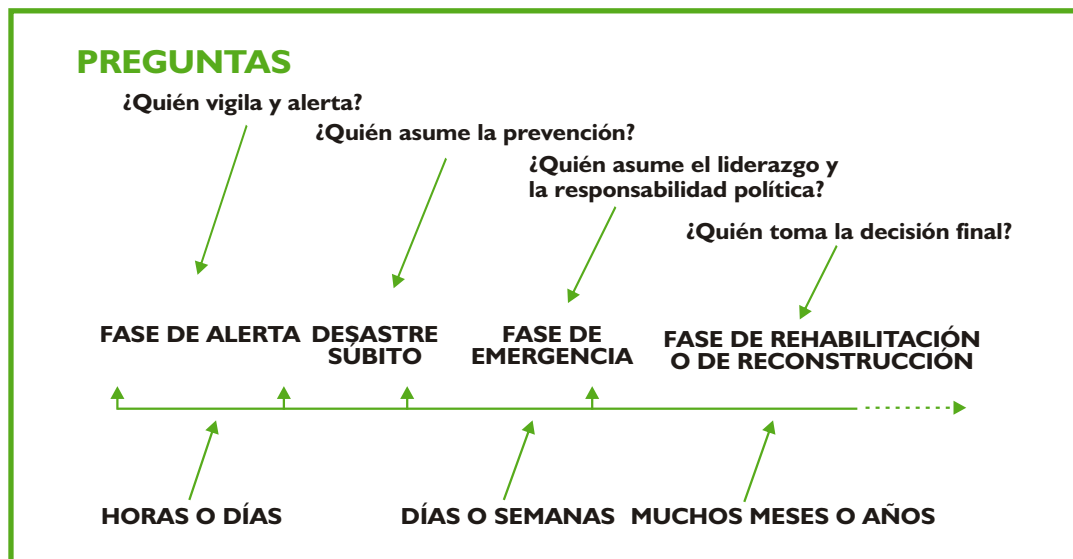 PREGUNTAS
¿Quién vigila y alerta?
¿Quién asume la prevención?
¿Quién asume el liderazgo y
la responsabilidad política?
¿Quién toma la decisión final?
FASE DE ALERTA
DESASTRE
SÚBITO
FASE DE
EMERGENCIA
FASE DE REHABILITACIÓN
O DE RECONSTRUCCIÓN
HORAS O DÍAS
DÍAS O SEMANAS
MUCHOS MESES O AÑOS